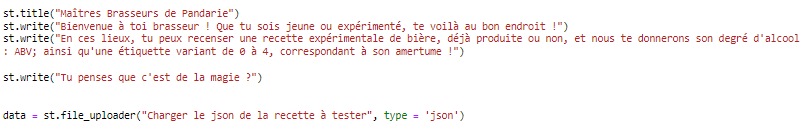 st.title("Maîtres Brasseurs de Pandarie")
st.write("Bienvenue à toi brasseur ! Que tu sois jeune ou expérimenté, te voilà au bon endroit !")
st.write("En ces lieux, tu peux recenser une recette expérimentale de bière, déjà produite ou non, et nous te donnerons son degré d'alcool
: ABV; ainsi qu'une étiquette variant de 0 à 4, correspondant à son amertume !")
st.write("Tu penses que c'est de la magie ?")
data = st.file_uploader("Charger le json de la recette à tester", type = 'json')